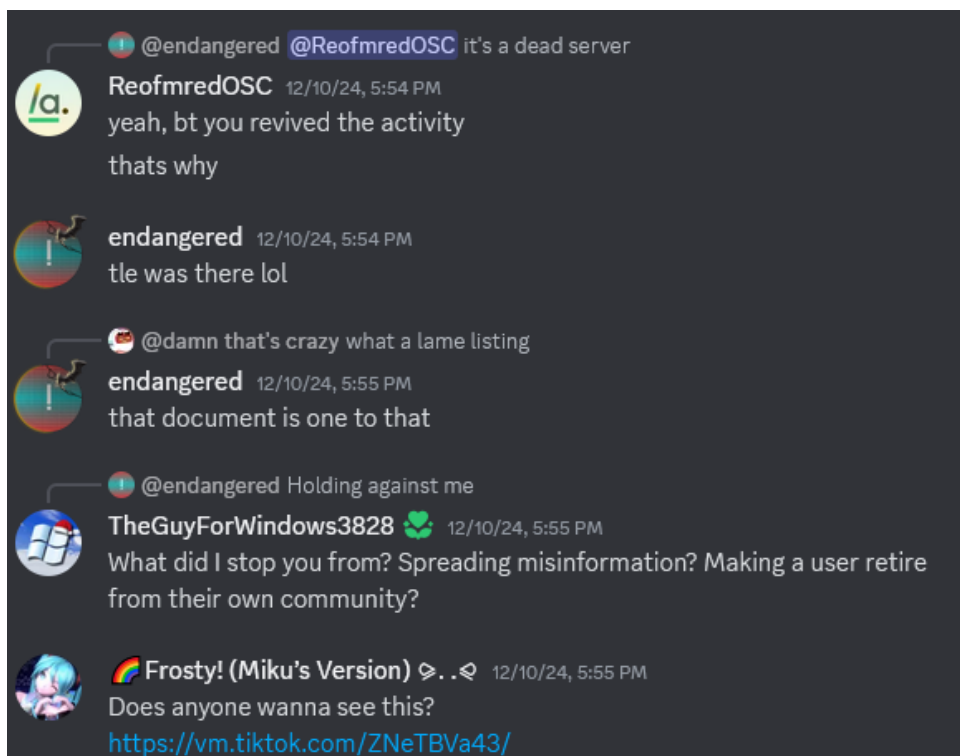 @endangered @ReofmredOSC it's a dead server
/a.
ReofmredOSC 12/10/24, 5:54 PM
yeah, bt you revived the activity
thats why
!
endangered 12/10/24, 5:54 PM
tle was there lol
@damn that's crazy what a lame listing
!
endangered 12/10/24, 5:55 PM
that document is one to that
@endangered Holding against me
TheGuyForWindows3828 12/10/24, 5:55 PM
What did I stop you from? Spreading misinformation? Making a user retire
from their own community?
🌈Frosty! (Miku's Version) ⪩..⪨ 12/10/24, 5:55 PM
Does anyone wanna see this?
https://vm.tiktok.com/ZNeTBVa43/